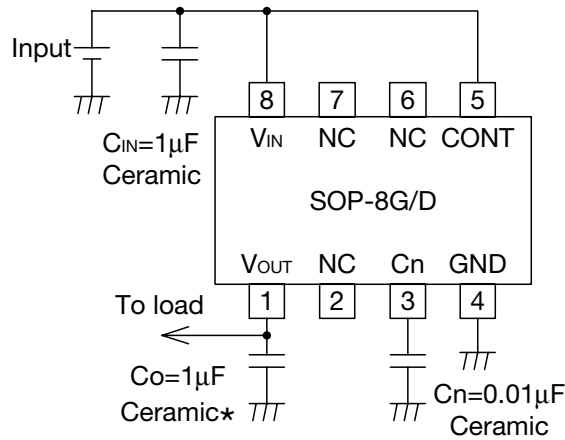 Input
8 7 6 5
CIN=1μF
Ceramic
VIN NC NC CONT
SOP-8G/D
VOUT NC Cn GND
1 2 3 4
To load
Co=1μF
Ceramic*
Cn=0.01μF
Ceramic